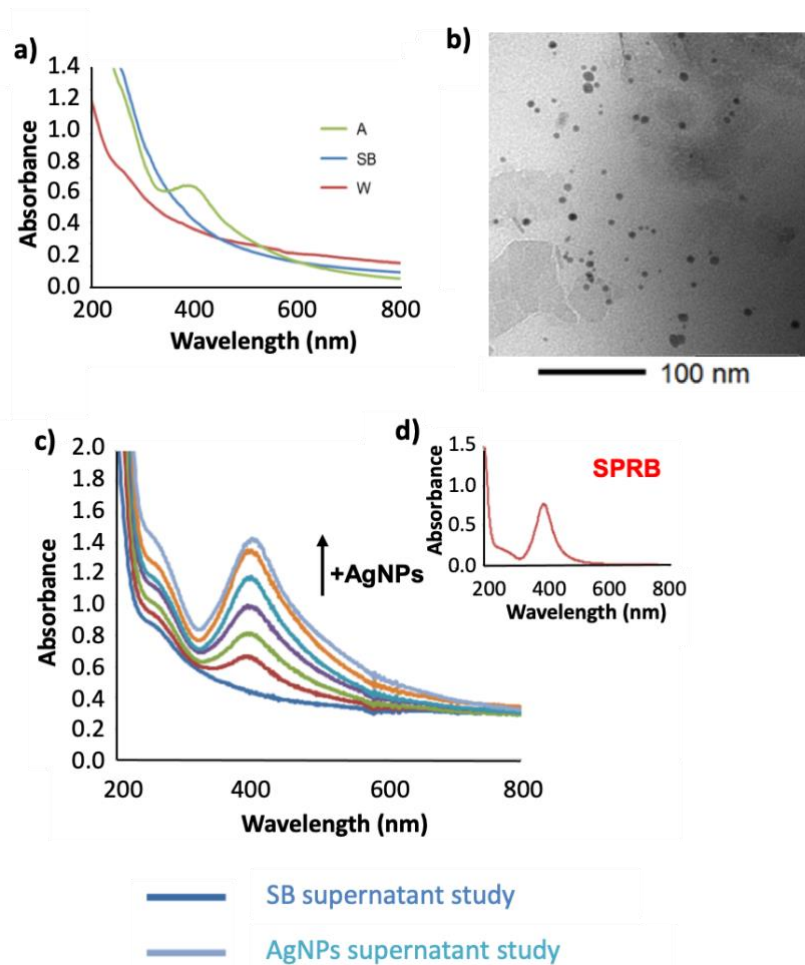 a)
1.4
1.2
1.0
0.8
0.6
0.4
0.2
0.0
Absorbance
200 400 600 800
Wavelength (nm)
A
SB
W
b)
100 nm
c)
2.0
1.8
1.6
1.4
1.2
1.0
0.8
0.6
0.4
0.2
0.0
Absorbance
200 400 600 800
Wavelength (nm)
+AgNPs
d)
1.5
1.0
0.5
0.0
Absorbance
SPRB
200 400 600 800
Wavelength (nm)
SB supernatant study
AgNPs supernatant study